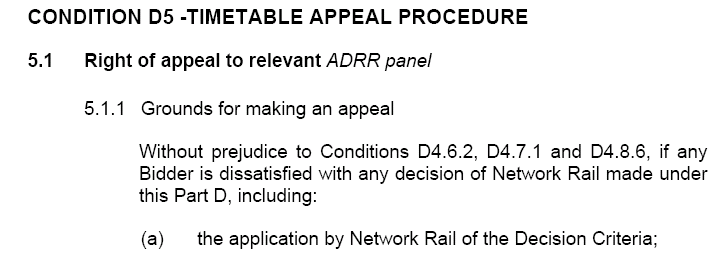 CONDITION D5 -TIMETABLE APPEAL PROCEDURE
5.1 Right of appeal to relevant ADRR panel
5.1.1 Grounds for making an appeal
Without prejudice to Conditions D4.6.2, D4.7.1 and D4.8.6, if any
Bidder is dissatisfied with any decision of Network Rail made under
this Part D, including:
(a) the application by Network Rail of the Decision Criteria;